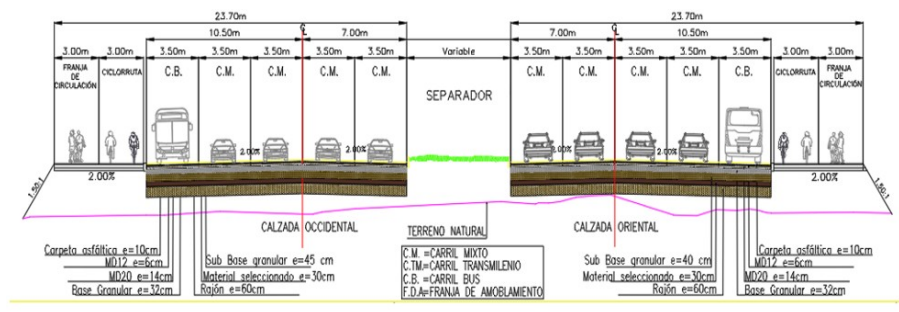 23.70m
23.70m
10.50m
7.00m
7.00m
10.50m
3.00m 3.00m 3.50m 3.50m 3.50m 3.50m 3.50m Variable 3.50m 3.50m 3.50m 3.50m 3.50m 3.00m 3.00m
FRANJA DE CIRCULACIÓN
CICLORRUTA
C.B.
C.M.
C.M.
C.M.
C.M.
SEPARADOR
C.M.
C.M.
C.M.
C.M.
C.B.
CICLORRUTA
FRANJA DE CIRCULACIÓN
2.00%
2.00%
2.00%
2.00%
2.00%
2.00%
1.50:1
1.50:1
CALZADA OCCIDENTAL
TERRENO NATURAL
CALZADA ORIENTAL
Carpeta asfáltica e=10cm
MD12 e=6cm
MD20 e=14cm
Base Granular e=32cm
Sub Base granular e=45 cm
Material seleccionado e=30cm
Rajón e=60cm
C.M. =CARRIL MIXTO
C.TM.=CARRIL TRANSMILENIO
C.B. =CARRIL BUS
F.D.A=FRANJA DE AMOBLAMIENTO
Sub Base granular e=40 cm
Material seleccionado e=30cm
Rajón e=60cm
Carpeta asfáltica e=10cm
MD12 e=6cm
MD20 e=14cm
Base Granular e=32cm